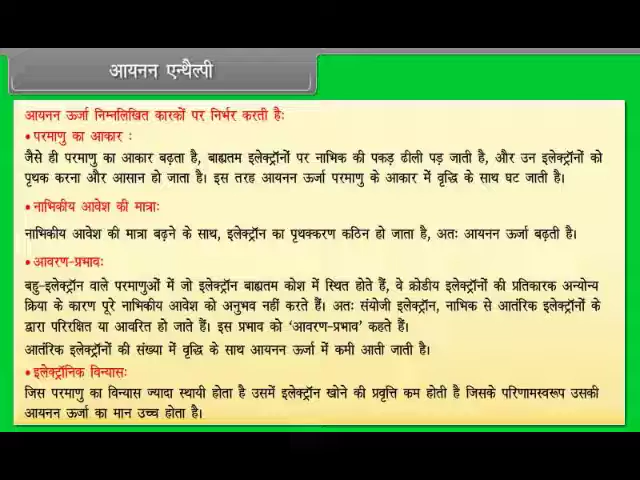 आयनन एन्थैल्पी
आयनन ऊर्जा निम्नलिखित कारकों पर निर्भर करती हैः
• परमाणु का आकार :
जैसे ही परमाणु का आकार बढ़ता है, बाह्यतम इलेक्ट्रॉनों पर नाभिक की पकड़ ढीली पड़ जाती है, और उन इलेक्ट्रॉनों को
पृथक करना और आसान हो जाता है। इस तरह आयनन ऊर्जा परमाणु के आकार में वृद्धि के साथ घट जाती है।
• नाभिकीय आवेश की मात्राः
नाभिकीय आवेश की मात्रा बढ़ने के साथ, इलेक्ट्रॉन का पृथक्करण कठिन हो जाता है, अतः आयनन ऊर्जा बढ़ती है।
• आवरण-प्रभावः
बहु-इलेक्ट्रॉन वाले परमाणुओं में जो इलेक्ट्रॉन बाह्यतम कोश में स्थित होते हैं, वे क्रोडीय इलेक्ट्रॉनों की प्रतिकारक अन्योन्य
क्रिया के कारण पूरे नाभिकीय आवेश को अनुभव नहीं करते हैं। अतः संयोजी इलेक्ट्रॉन, नाभिक से आतंरिक इलेक्ट्रॉनों के
द्वारा परिरक्षित या आवरित हो जाते हैं। इस प्रभाव को ‘आवरण-प्रभाव’ कहते हैं।
आतंरिक इलेक्ट्रॉनों की संख्या में वृद्धि के साथ आयनन ऊर्जा में कमी आती जाती है।
• इलेक्ट्रॉनिक विन्यासः
जिस परमाणु का विन्यास ज्यादा स्थायी होता है उसमें इलेक्ट्रॉन खोने की प्रवृत्ति कम होती है जिसके परिणामस्वरूप उसकी
आयनन ऊर्जा का मान उच्च होता है।